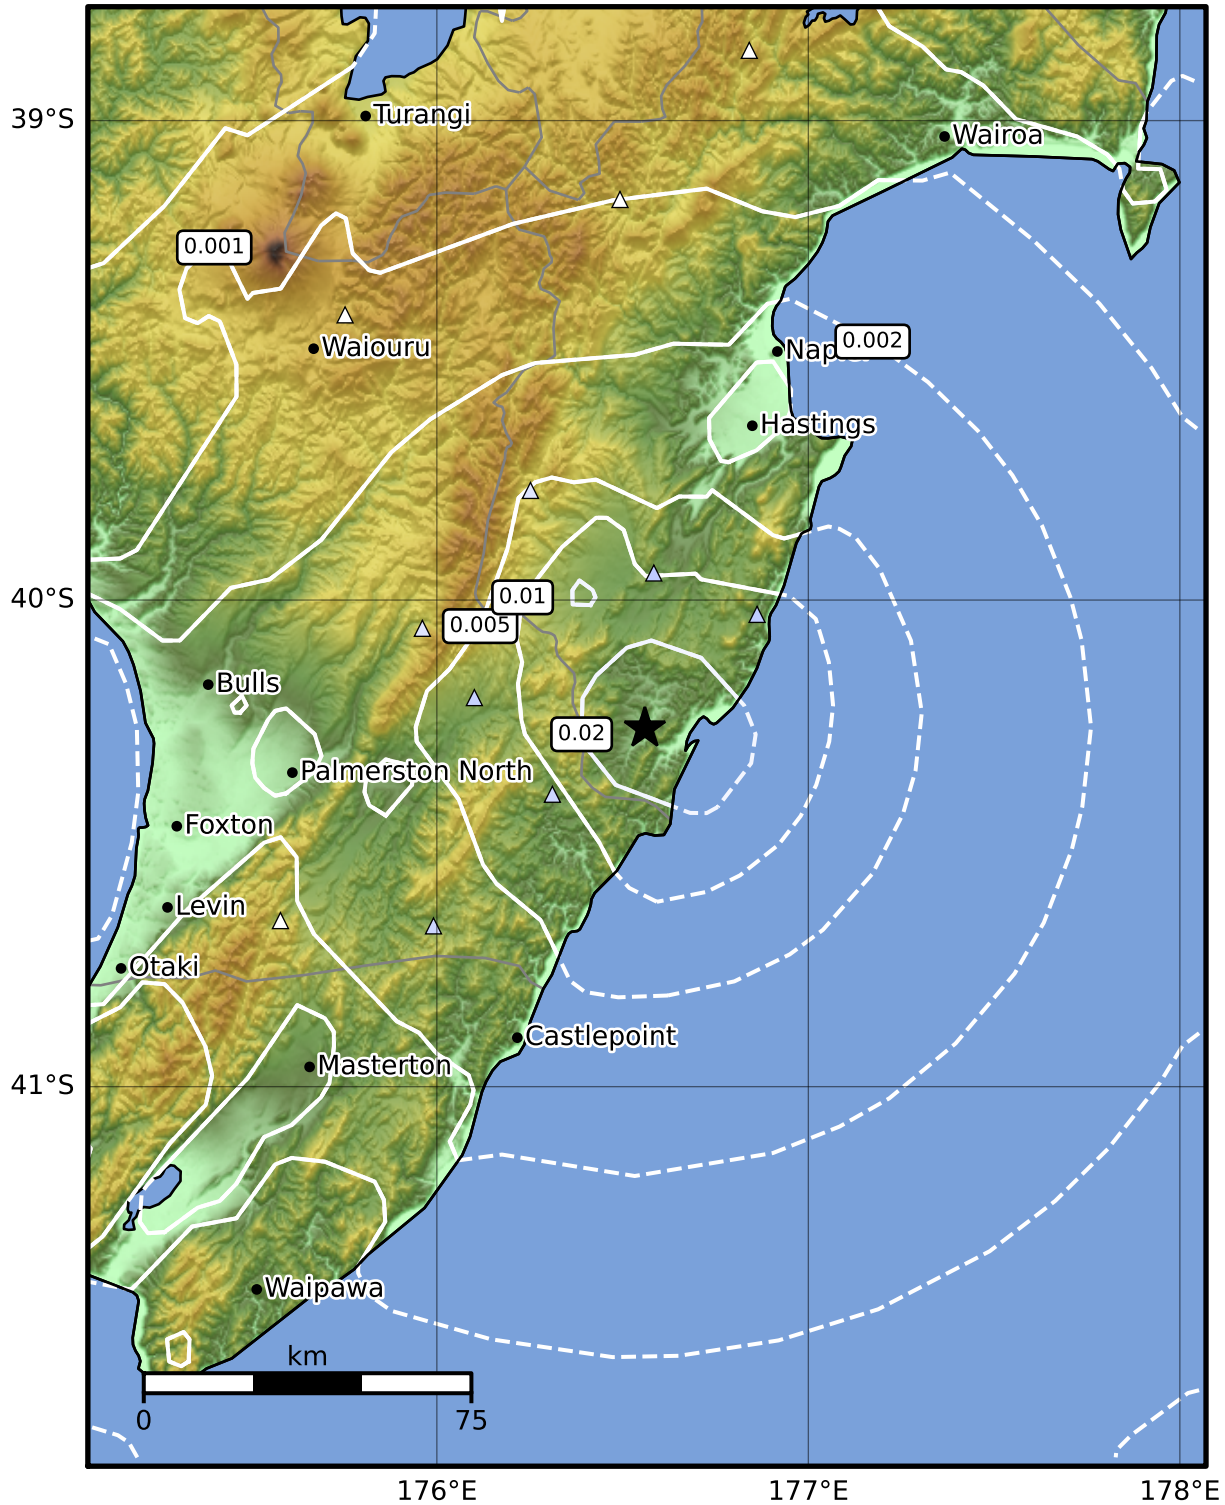 39°S
Turangi
Wairoa
0.001
Waiouru
Nap
0.002
Hastings
40°S
0.01
0.005
Bulls
0.02
Palmerston North
Foxton
Levin
Otaki
Castlepoint
Masterton
41°S
Waipawa
km
0
75
176°E
177°E
178°E